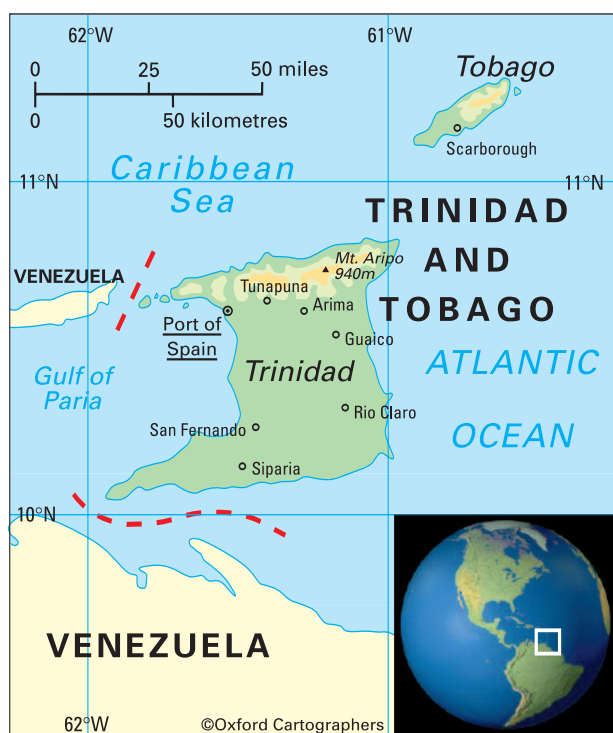 62°W
61°W
0 25 50 miles
0 50 kilometres
Tobago
Scarborough
Caribbean
Sea
11°N
11°N
TRINIDAD
AND
TOBAGO
Mt. Aripo
940m
VENEZUELA
Tunapuna
Arima
Port of
Spain
Guaico
Trinidad
Gulf of
Paria
ATLANTIC
OCEAN
Rio Claro
San Fernando
Siparia
10°N
VENEZUELA
62°W
©Oxford Cartographers